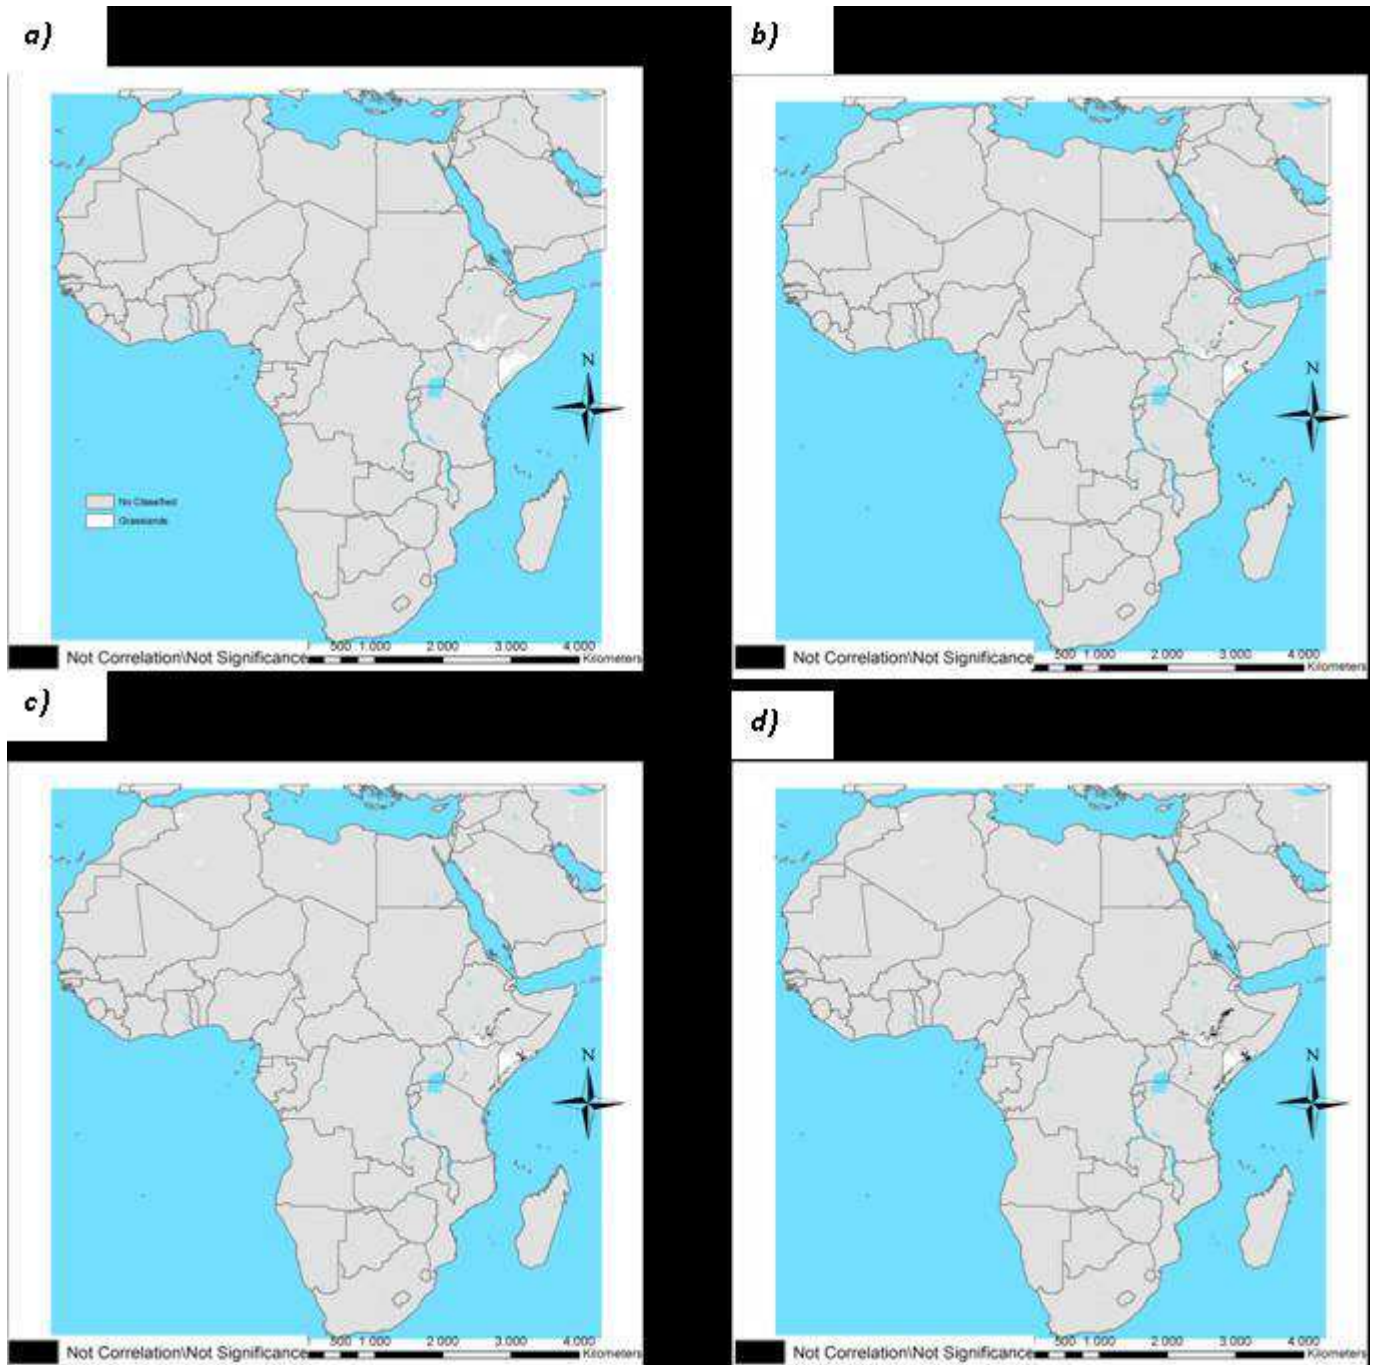 a)
N
No Classified
Grasslands
500 1 000 2 000 3 000 4 000
Not Correlation\Not Significance
Kilometers
b)
N
500 1 000 2 000 3 000 4 000
Not Correlation\Not Significance
Kilometers
c)
N
500 1 000 2 000 3 000 4 000
Not Correlation\Not Significance
Kilometers
d)
N
500 1 000 2 000 3 000 4 000
Not Correlation\Not Significance
Kilometers